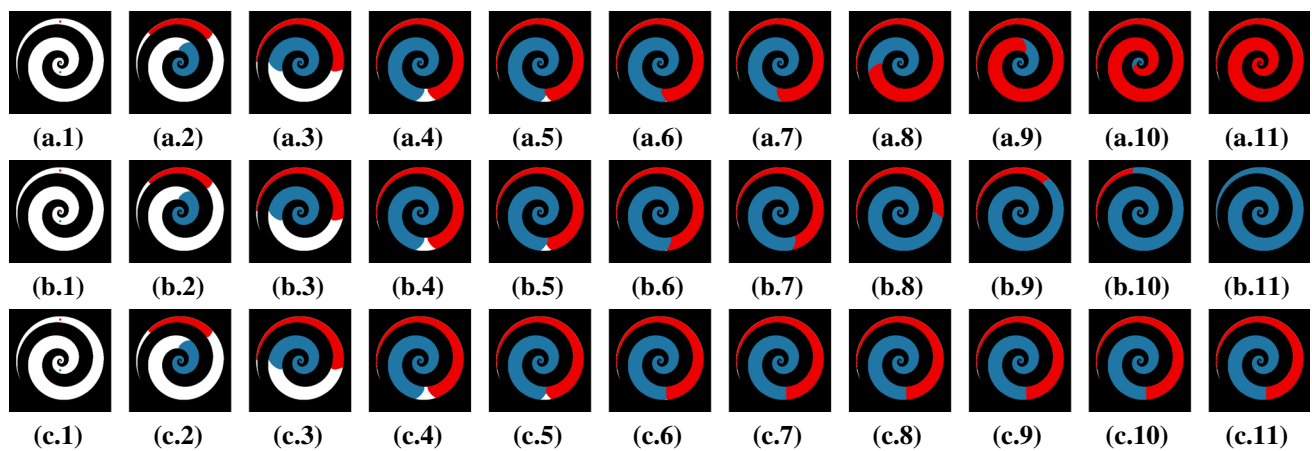 (a.1) (a.2) (a.3) (a.4) (a.5) (a.6) (a.7) (a.8) (a.9) (a.10) (a.11)
(b.1) (b.2) (b.3) (b.4) (b.5) (b.6) (b.7) (b.8) (b.9) (b.10) (b.11)
(c.1) (c.2) (c.3) (c.4) (c.5) (c.6) (c.7) (c.8) (c.9) (c.10) (c.11)